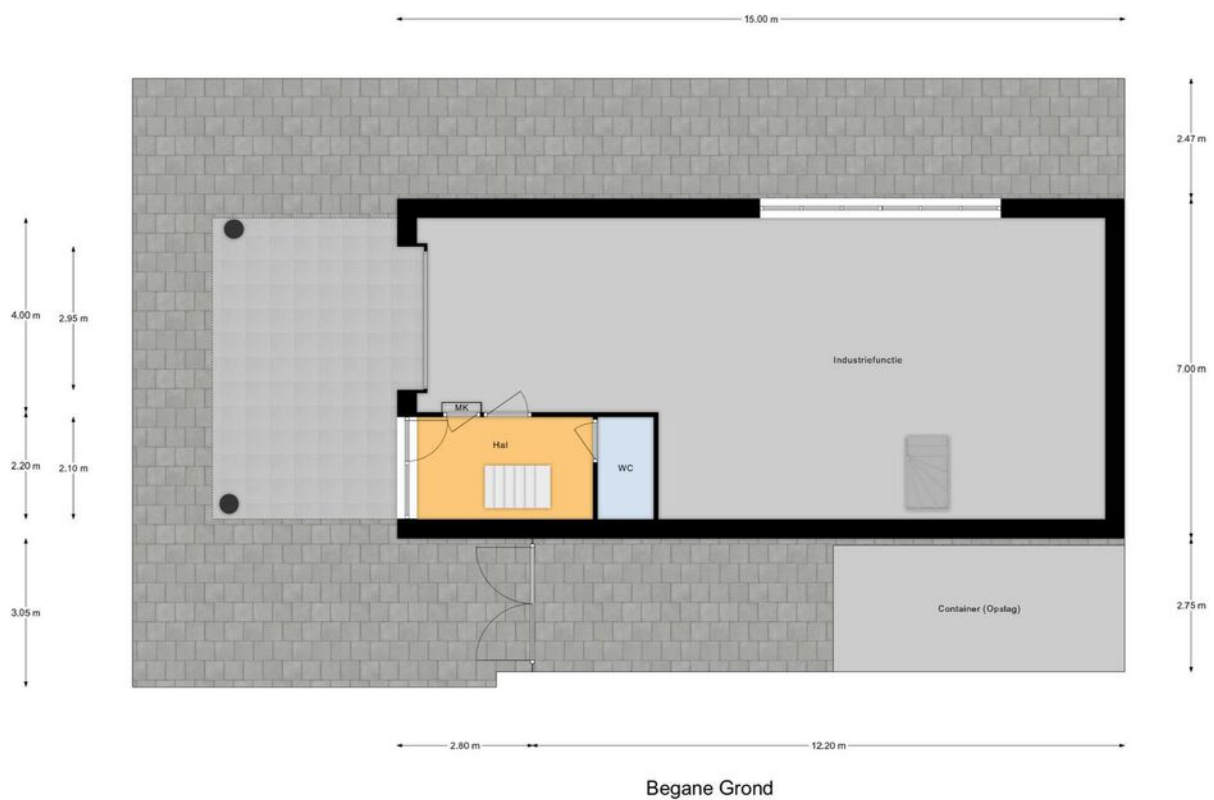 15.00 m
2.47 m
4.00 m
2.95 m
Industriefunctie
7.00 m
MK
Hal
2.20 m
2.10 m
WC
3.05 m
Container (Opslag)
2.75 m
2.80 m
12.20 m
Begane Grond